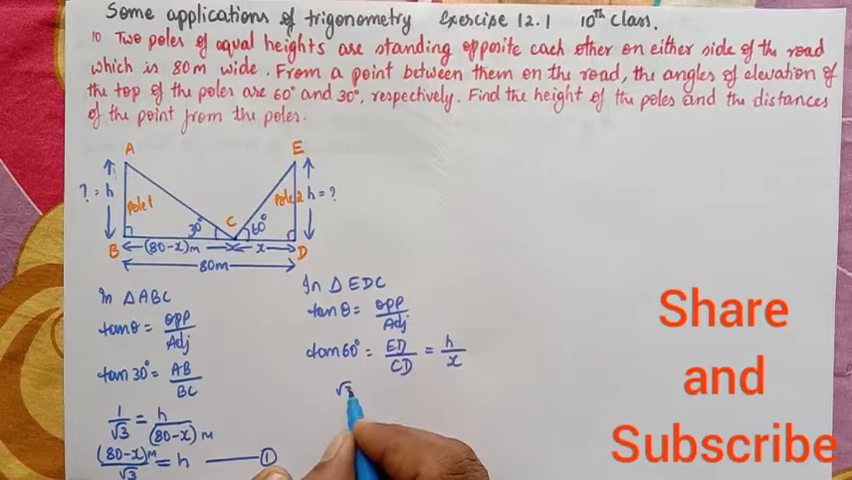 Some applications of trigonometry Exercise 12.1 10th Class.
10 Two poles of equal heights are standing opposite each other on either side of the road
which is 80m wide. From a point between them on the road, the angles of elevation of
the top of the poles are 60° and 30°, respectively. Find the height of the poles and the distances
of the point from the poles.
A
E
? = h
Pole 1
30°
C
60°
Pole 2
h = ?
B
(80-x)m
x
D
80m
In △ABC
tanθ = opp/Adj
tan 30° = AB/BC
1/√3 = h/(80-x) m
(80-x)m/√3 = h ——— ①
In △EDC
tanθ = opp/Adj
tan60° = ED/CD = h/x
√3
Share
and
Subscribe